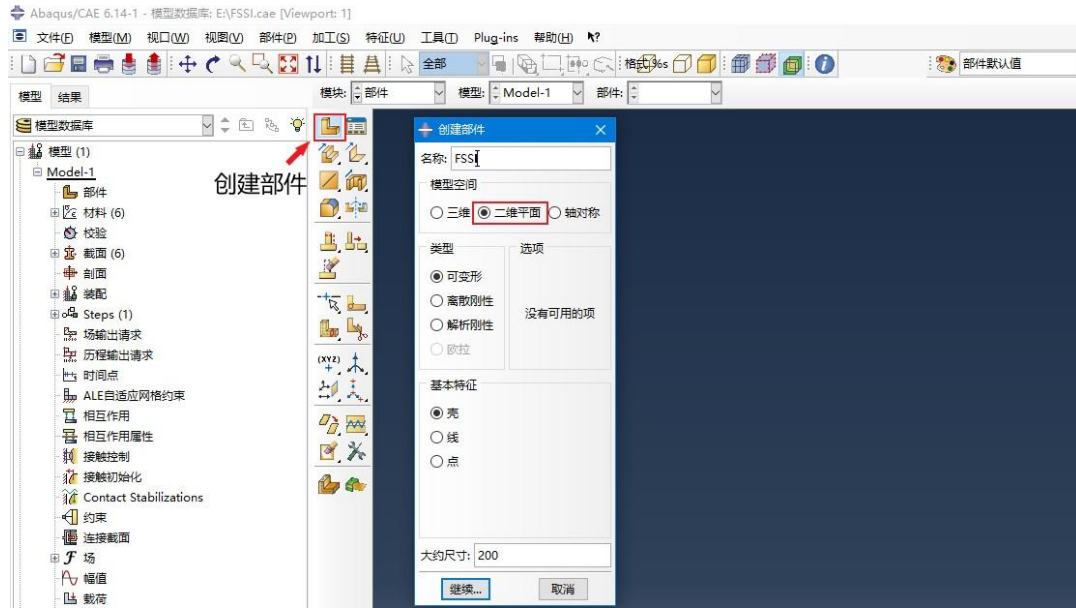 Abaqus/CAE 6.14-1 - 模型数据库: E:\FSSI.cae [Viewport: 1]
文件(F) 模型(M) 视口(W) 视图(V) 部件(P) 加工(S) 特征(U) 工具(T) Plug-ins 帮助(H)
全部 部件默认值
模型 结果 模块: 部件 模型: Model-1 部件:
模型数据库
模型 (1)
Model-1
部件
材料 (6)
校验
截面 (6)
剖面
装配
Steps (1)
场输出请求
历程输出请求
时间点
ALE自适应网格约束
相互作用
相互作用属性
接触控制
接触初始化
Contact Stabilizations
约束
连接截面
场
幅值
载荷
创建部件
(XYZ)
创建部件
名称: FSSI
模型空间
三维 二维平面 轴对称
类型 选项
可变形
离散刚性
解析刚性
欧拉
没有可用的项
基本特征
壳
线
点
大约尺寸: 200
继续... 取消